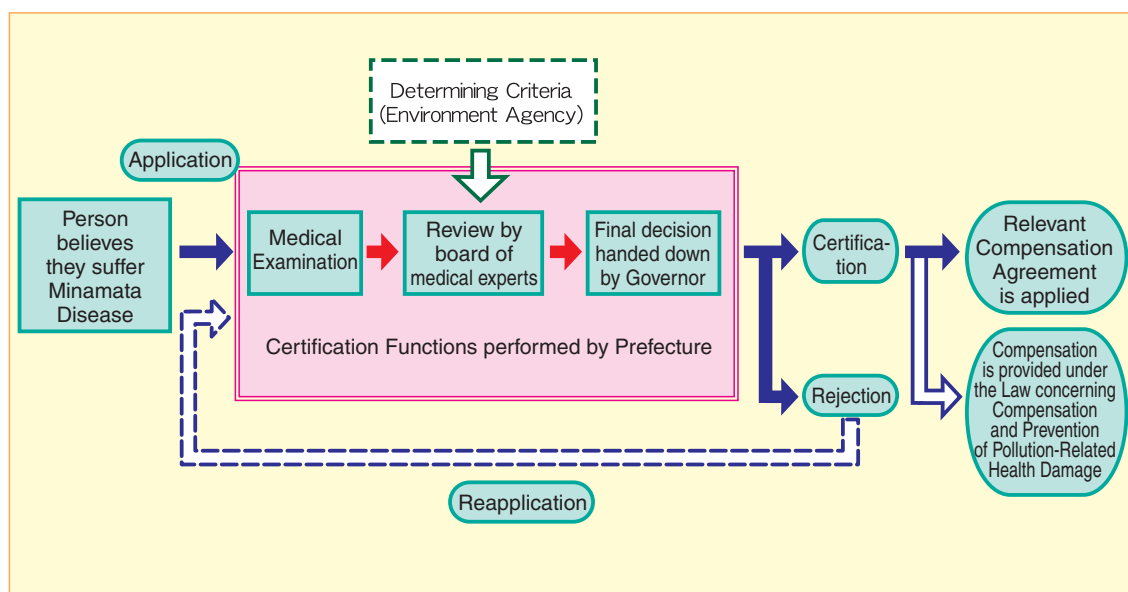 Determining Criteria
(Environment Agency)
Application
Person
believes
they suffer
Minamata
Disease
Medical
Examination
Review by
board of
medical experts
Final decision
handed down
by Governor
Certification Functions performed by Prefecture
Certifica-
tion
Rejection
Relevant
Compensation
Agreement
is applied
Compensation
is provided under
the Law concerning
Compensation
and Prevention
of Pollution-Related
Health Damage
Reapplication